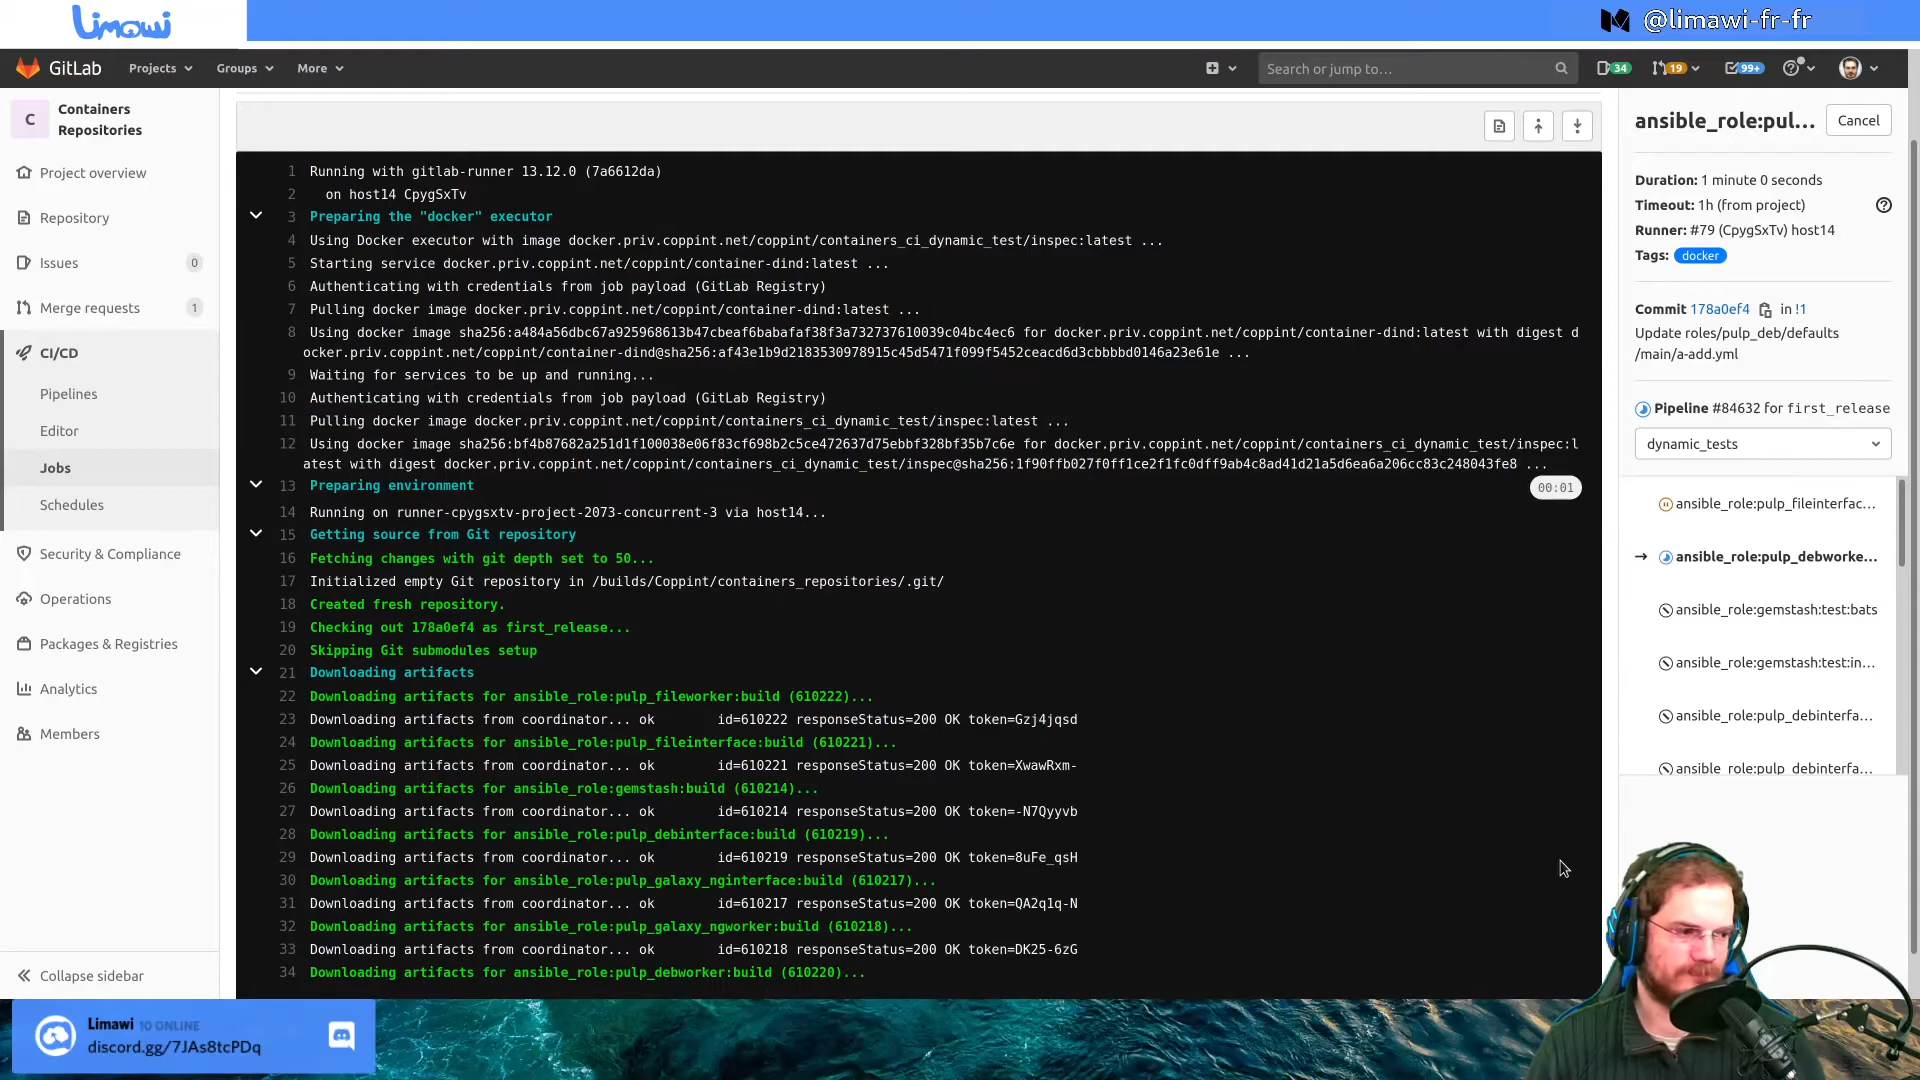 Limawi
@limawi-fr-fr
GitLab
Projects
Groups
More
Search or jump to…
34
19
99+
C
Containers
Repositories
Project overview
Repository
Issues
0
Merge requests
1
CI/CD
Pipelines
Editor
Jobs
Schedules
Security & Compliance
Operations
Packages & Registries
Analytics
Members
Collapse sidebar
1 Running with gitlab-runner 13.12.0 (7a6612da)
2 on host14 CpygSxTv
3 Preparing the "docker" executor
4 Using Docker executor with image docker.priv.coppint.net/coppint/containers_ci_dynamic_test/inspec:latest ...
5 Starting service docker.priv.coppint.net/coppint/container-dind:latest ...
6 Authenticating with credentials from job payload (GitLab Registry)
7 Pulling docker image docker.priv.coppint.net/coppint/container-dind:latest ...
8 Using docker image sha256:a484a56dbc67a925968613b47cbeaf6babafaf38f3a732737610039c04bc4ec6 for docker.priv.coppint.net/coppint/container-dind:latest with digest d
ocker.priv.coppint.net/coppint/container-dind@sha256:af43e1b9d2183530978915c45d5471f099f5452ceacd6d3cbbbbd0146a23e61e ...
9 Waiting for services to be up and running...
10 Authenticating with credentials from job payload (GitLab Registry)
11 Pulling docker image docker.priv.coppint.net/coppint/containers_ci_dynamic_test/inspec:latest ...
12 Using docker image sha256:bf4b87682a251d1f100038e06f83cf698b2c5ce472637d75ebbf328bf35b7c6e for docker.priv.coppint.net/coppint/containers_ci_dynamic_test/inspec:l
atest with digest docker.priv.coppint.net/coppint/containers_ci_dynamic_test/inspec@sha256:1f90ffb027f0ff1ce2f1fc0dff9ab4c8ad41d21a5d6ea6a206cc83c248043fe8 ...
13 Preparing environment
00:01
14 Running on runner-cpygsxtv-project-2073-concurrent-3 via host14...
15 Getting source from Git repository
16 Fetching changes with git depth set to 50...
17 Initialized empty Git repository in /builds/Coppint/containers_repositories/.git/
18 Created fresh repository.
19 Checking out 178a0ef4 as first_release...
20 Skipping Git submodules setup
21 Downloading artifacts
22 Downloading artifacts for ansible_role:pulp_fileworker:build (610222)...
23 Downloading artifacts from coordinator... ok id=610222 responseStatus=200 OK token=Gzj4jqsd
24 Downloading artifacts for ansible_role:pulp_fileinterface:build (610221)...
25 Downloading artifacts from coordinator... ok id=610221 responseStatus=200 OK token=XwawRxm-
26 Downloading artifacts for ansible_role:gemstash:build (610214)...
27 Downloading artifacts from coordinator... ok id=610214 responseStatus=200 OK token=-N7Qyyvb
28 Downloading artifacts for ansible_role:pulp_debinterface:build (610219)...
29 Downloading artifacts from coordinator... ok id=610219 responseStatus=200 OK token=8uFe_qsH
30 Downloading artifacts for ansible_role:pulp_galaxy_nginterface:build (610217)...
31 Downloading artifacts from coordinator... ok id=610217 responseStatus=200 OK token=QA2q1q-N
32 Downloading artifacts for ansible_role:pulp_galaxy_ngworker:build (610218)...
33 Downloading artifacts from coordinator... ok id=610218 responseStatus=200 OK token=DK25-6zG
34 Downloading artifacts for ansible_role:pulp_debworker:build (610220)...
ansible_role:pul...
Cancel
Duration: 1 minute 0 seconds
Timeout: 1h (from project)
Runner: #79 (CpygSxTv) host14
Tags: docker
Commit 178a0ef4 in !1
Update roles/pulp_deb/defaults
/main/a-add.yml
Pipeline #84632 for first_release
dynamic_tests
ansible_role:pulp_fileinterfac...
→ ansible_role:pulp_debworke...
ansible_role:gemstash:test:bats
ansible_role:gemstash:test:in...
ansible_role:pulp_debinterfa...
ansible_role:pulp_debinterfa...
Limawi 10 ONLINE
discord.gg/7JAs8tcPDq